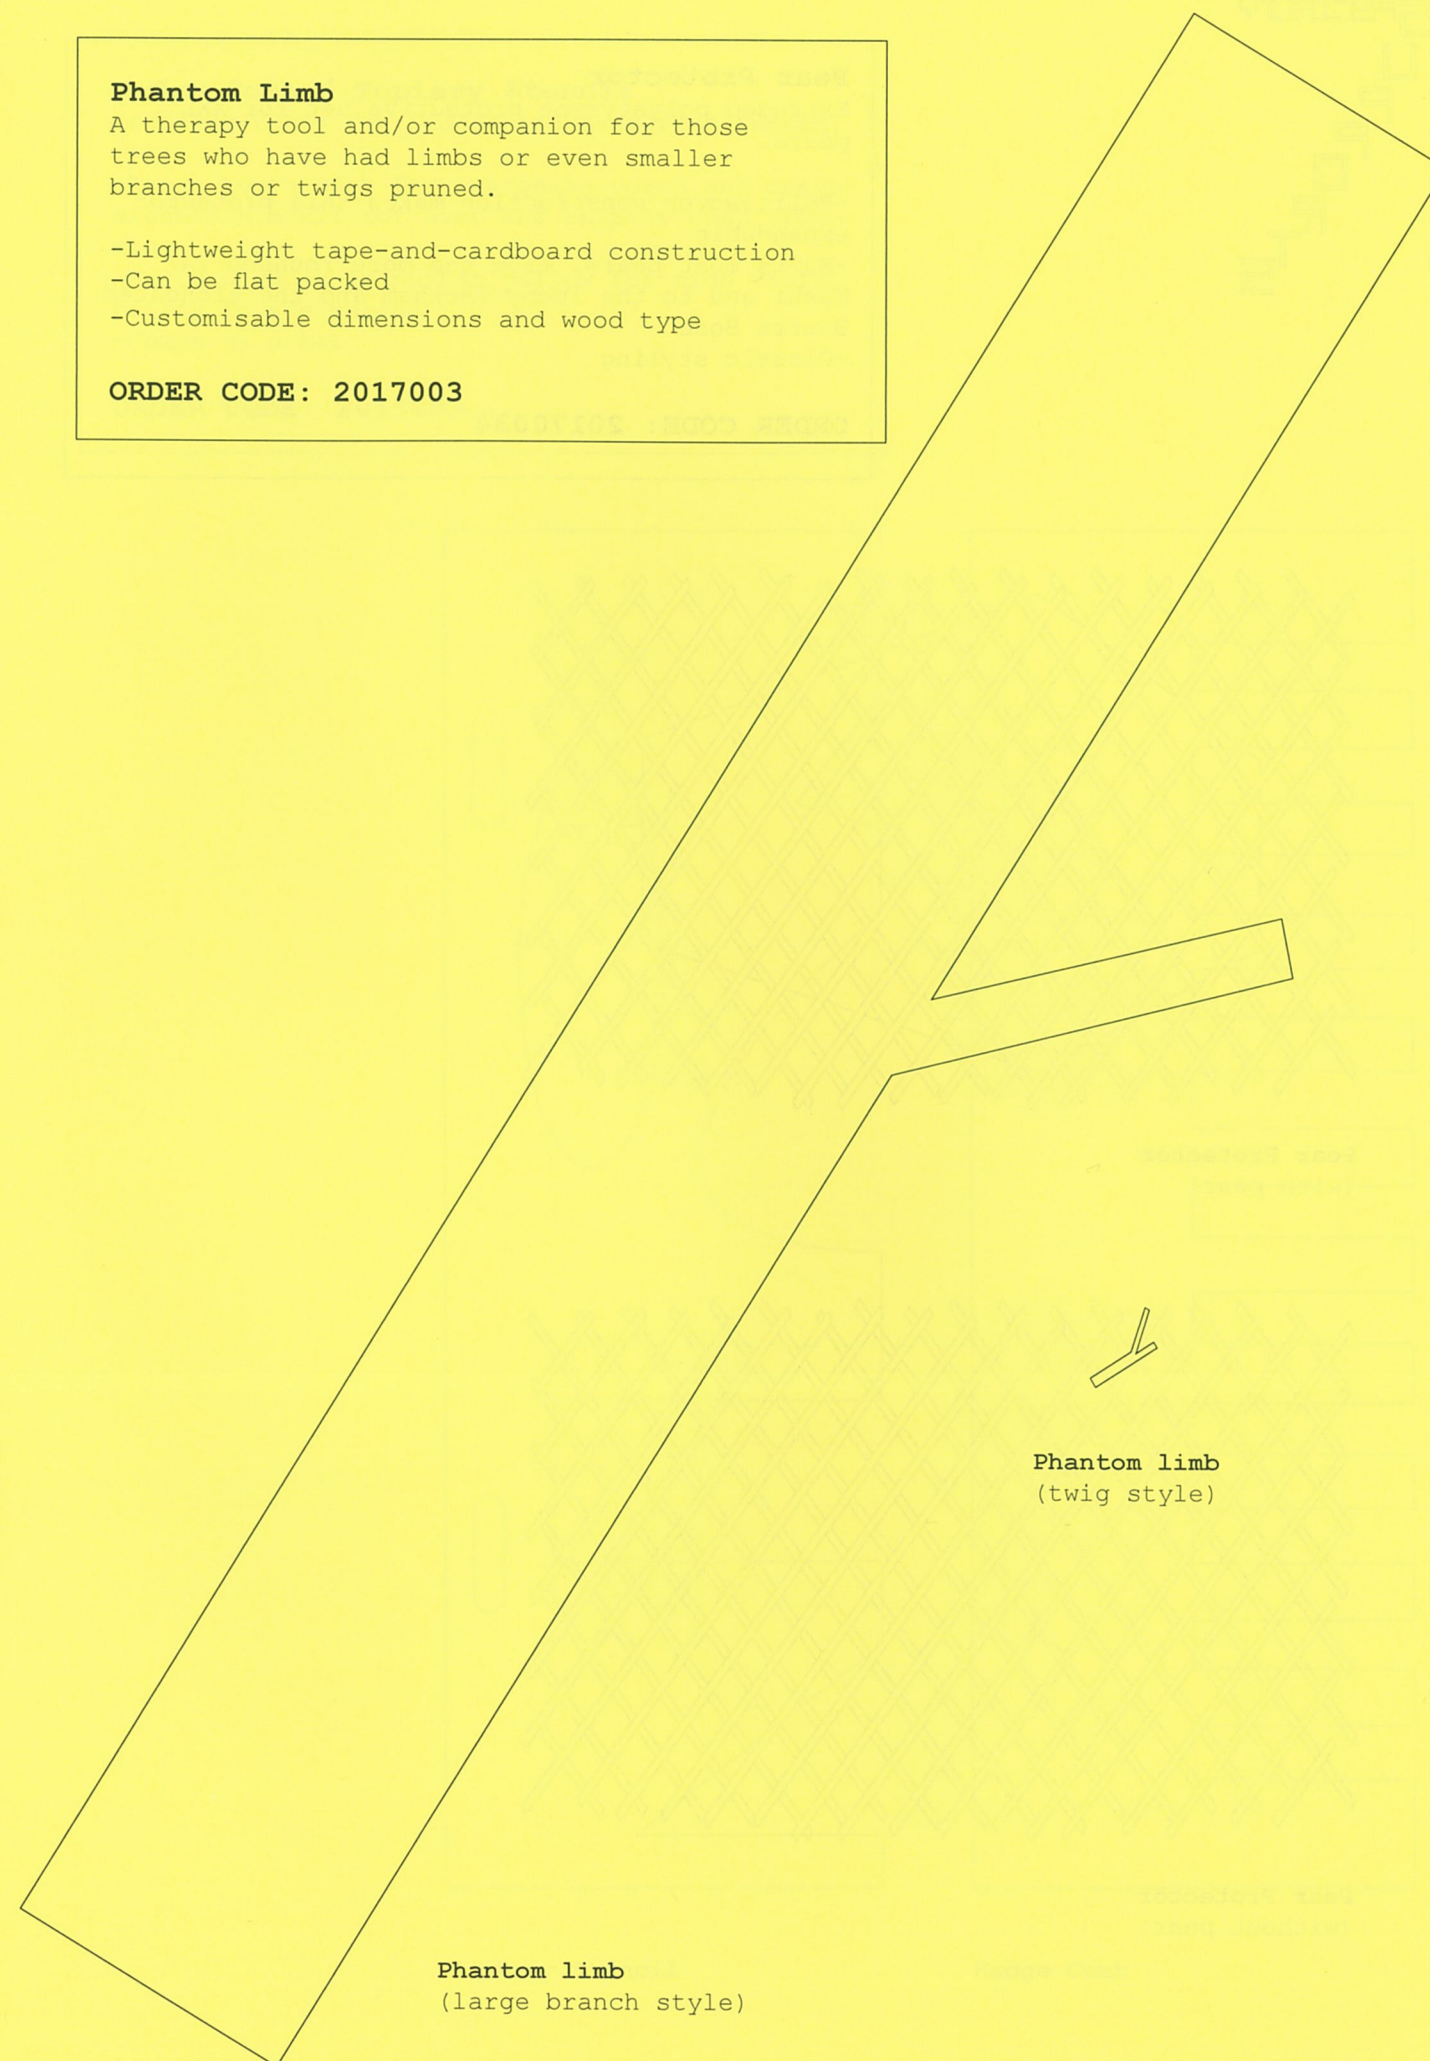 Phantom Limb
A therapy tool and/or companion for those
trees who have had limbs or even smaller
branches or twigs pruned.
-Lightweight tape-and-cardboard construction
-Can be flat packed
-Customisable dimensions and wood type
ORDER CODE: 2017003
Phantom limb
(twig style)
Phantom limb
(large branch style)